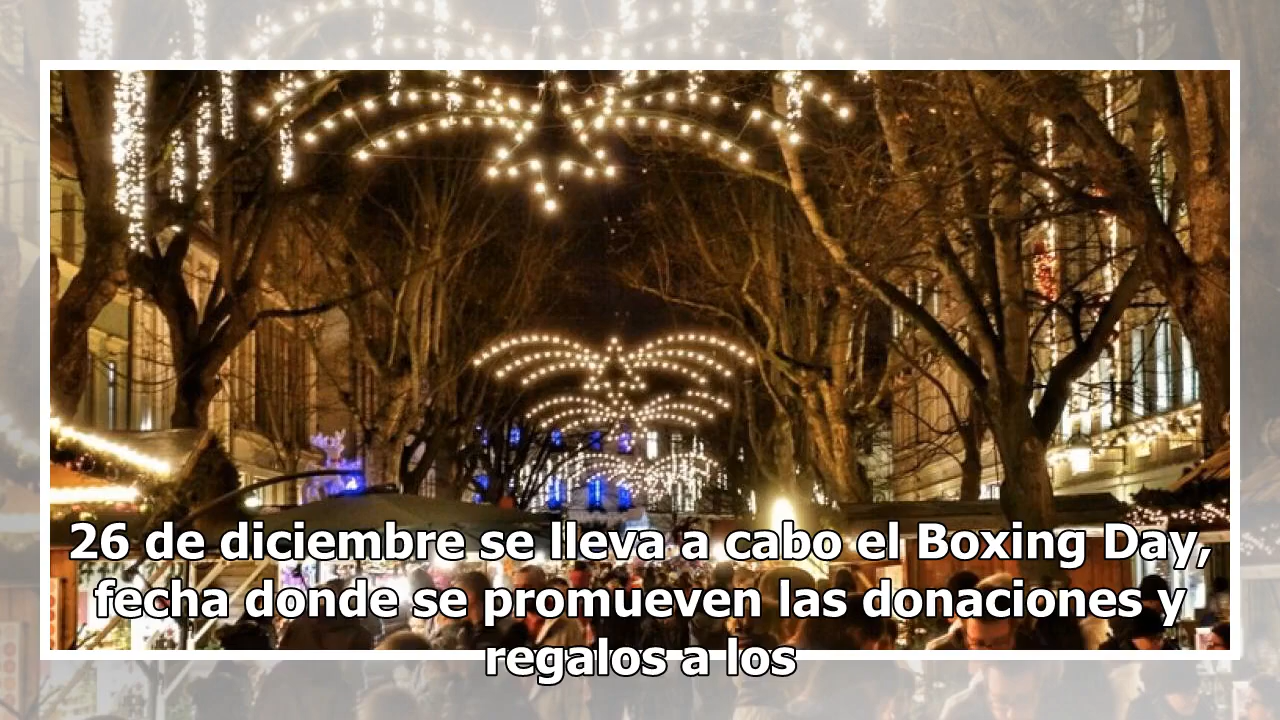 26 de diciembre se lleva a cabo el Boxing Day,
fecha donde se promueven las donaciones y
regalos a los